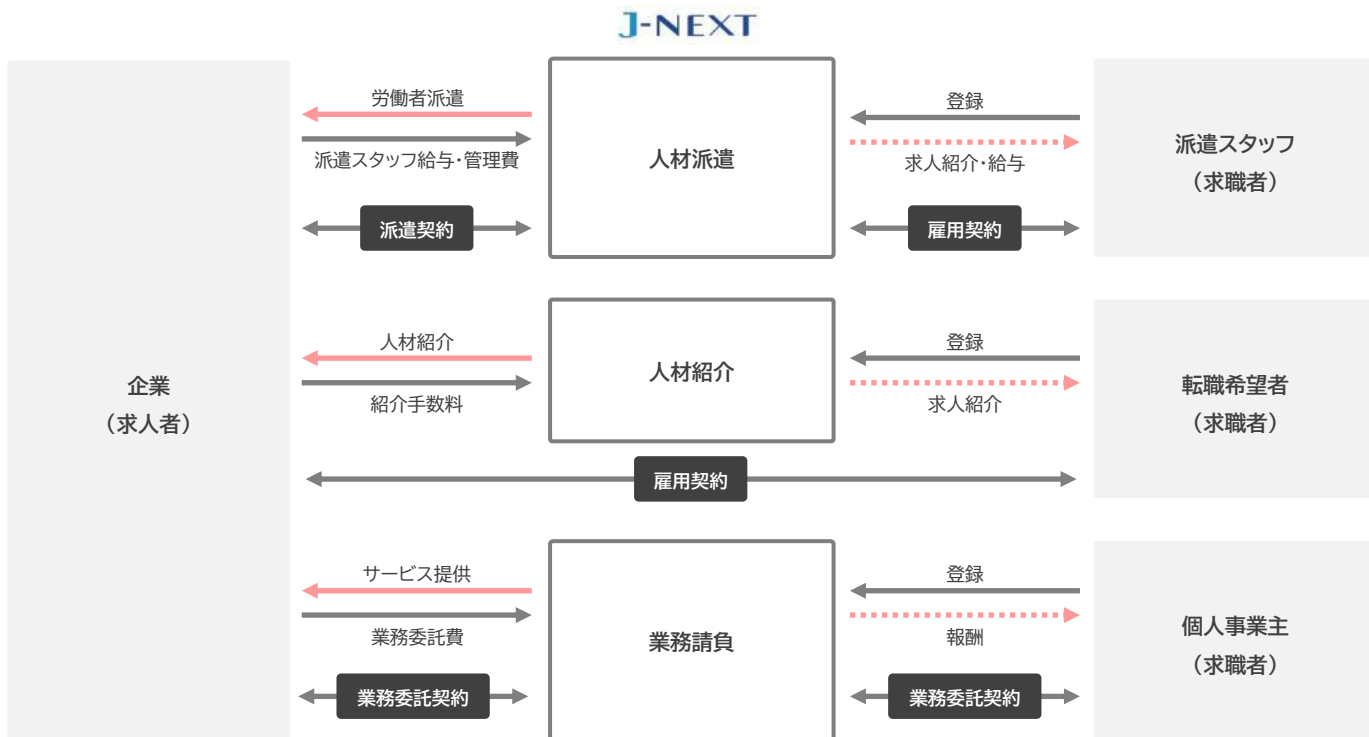 J-NEXT
企業
（求人者）
労働者派遣
派遣スタッフ給与・管理費
派遣契約
人材派遣
登録
求人紹介・給与
雇用契約
派遣スタッフ
（求職者）
人材紹介
紹介手数料
人材紹介
登録
求人紹介
雇用契約
転職希望者
（求職者）
サービス提供
業務委託費
業務委託契約
業務請負
登録
報酬
業務委託契約
個人事業主
（求職者）